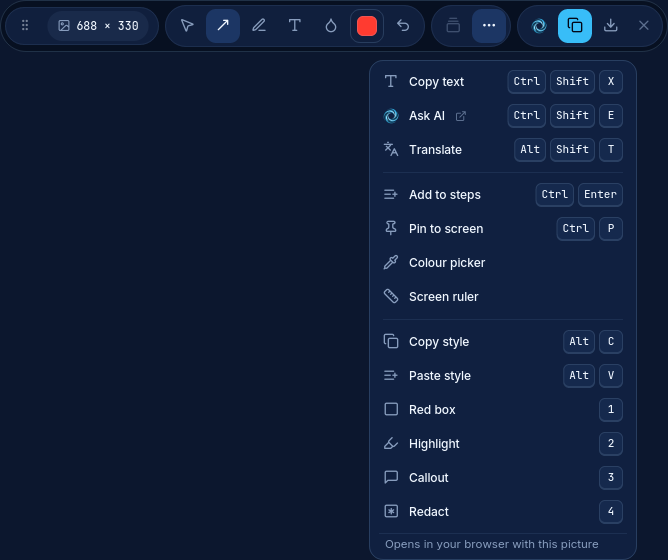 688 × 330
Copy text Ctrl Shift X
Ask AI Ctrl Shift E
Translate Alt Shift T
Add to steps Ctrl Enter
Pin to screen Ctrl P
Colour picker
Screen ruler
Copy style Alt C
Paste style Alt V
Red box 1
Highlight 2
Callout 3
Redact 4
Opens in your browser with this picture